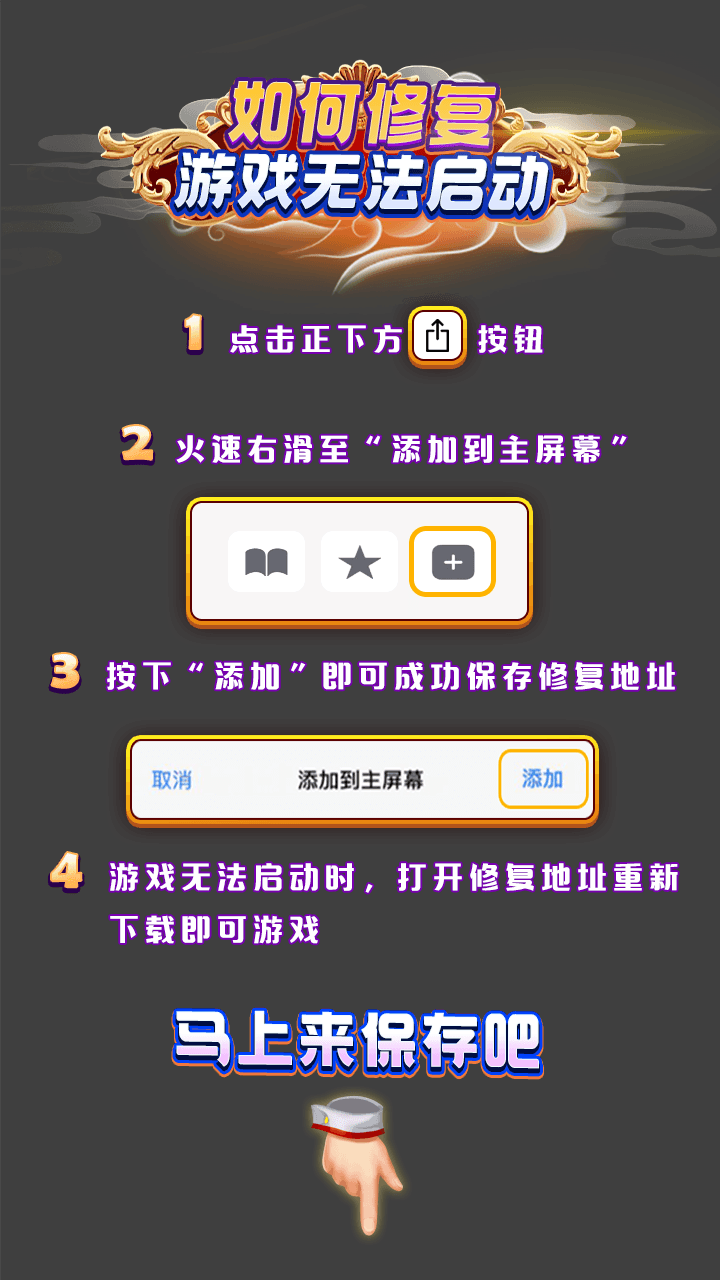 如何修复
游戏无法启动
1 点击正下方 按钮
2 火速右滑至“添加到主屏幕”
3 按下“添加”即可成功保存修复地址
取消 添加到主屏幕 添加
4 游戏无法启动时，打开修复地址重新
下载即可游戏
马上来保存吧